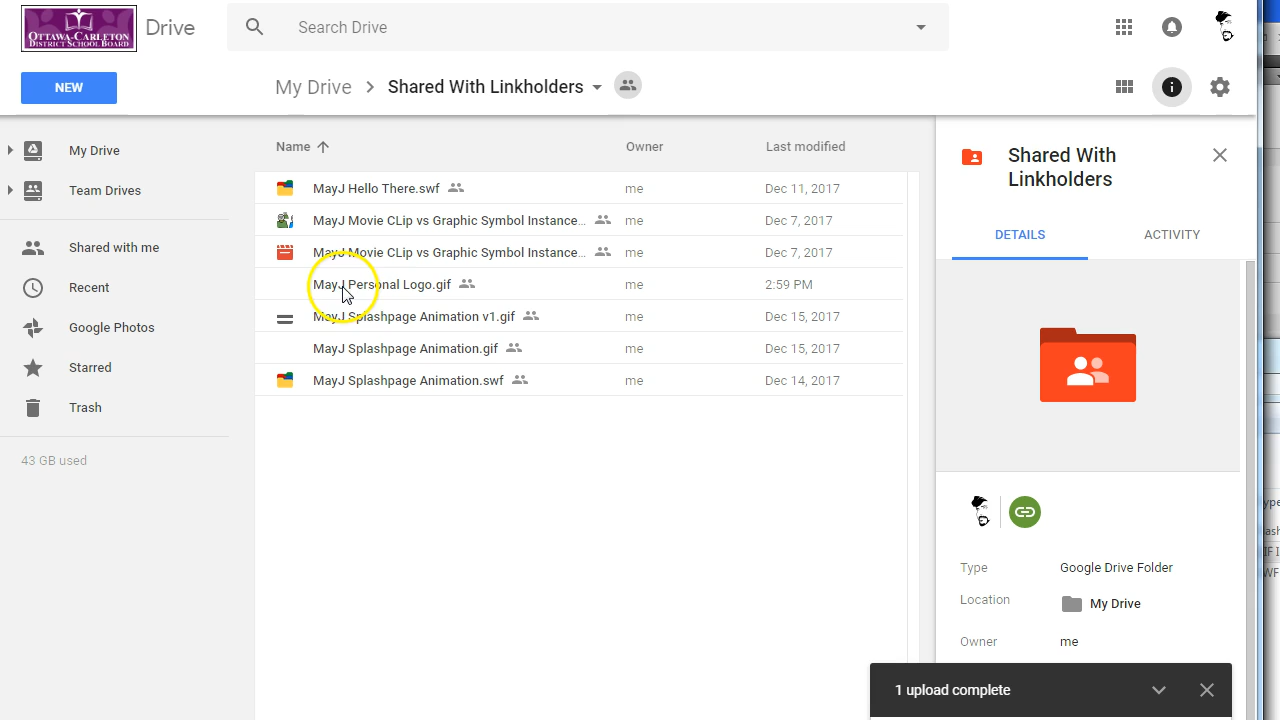 OTTAWA-CARLETON
DISTRICT SCHOOL BOARD
Drive
Search Drive
NEW
My Drive
Shared With Linkholders
My Drive
Team Drives
Shared with me
Recent
Google Photos
Starred
Trash
43 GB used
Name Owner Last modified
MayJ Hello There.swf me Dec 11, 2017
MayJ Movie CLip vs Graphic Symbol Instance... me Dec 7, 2017
MayJ Movie CLip vs Graphic Symbol Instance... me Dec 7, 2017
MayJ Personal Logo.gif me 2:59 PM
MayJ Splashpage Animation v1.gif me Dec 15, 2017
MayJ Splashpage Animation.gif me Dec 15, 2017
MayJ Splashpage Animation.swf me Dec 14, 2017
Shared With
Linkholders
DETAILS ACTIVITY
Type Google Drive Folder
Location My Drive
Owner me
1 upload complete